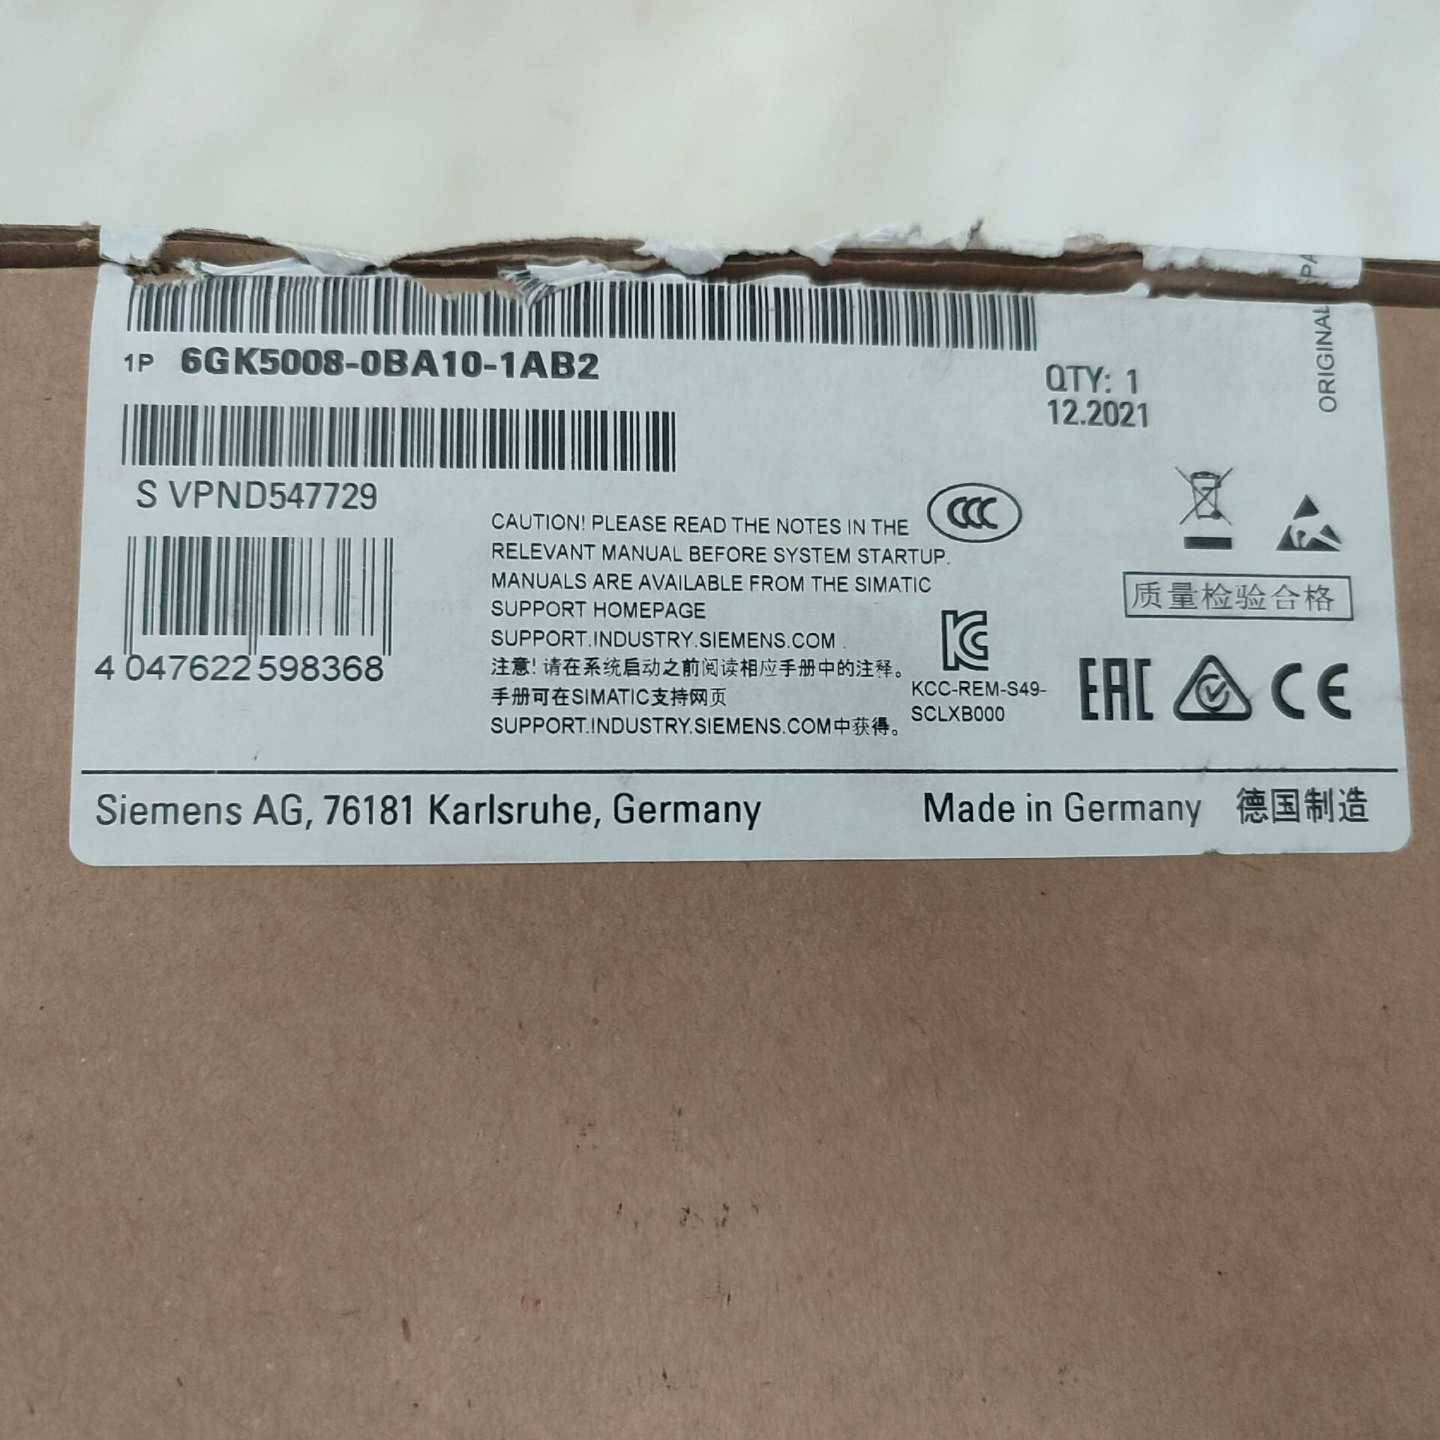 1P 6GK5008-0BA10-1AB2
QTY: 1
12.2021
ORIGINAL
S VPND547729
CAUTION! PLEASE READ THE NOTES IN THE
RELEVANT MANUAL BEFORE SYSTEM STARTUP.
MANUALS ARE AVAILABLE FROM THE SIMATIC
SUPPORT HOMEPAGE
SUPPORT.INDUSTRY.SIEMENS.COM .
注意! 请在系统启动之前阅读相应手册中的注释。
手册可在SIMATIC支持网页
SUPPORT.INDUSTRY.SIEMENS.COM中获得。
CCC
质量检验合格
4 047622 598368
KC
KCC-REM-S49-
SCLXB000
EAC
CE
Siemens AG, 76181 Karlsruhe, Germany
Made in Germany 德国制造